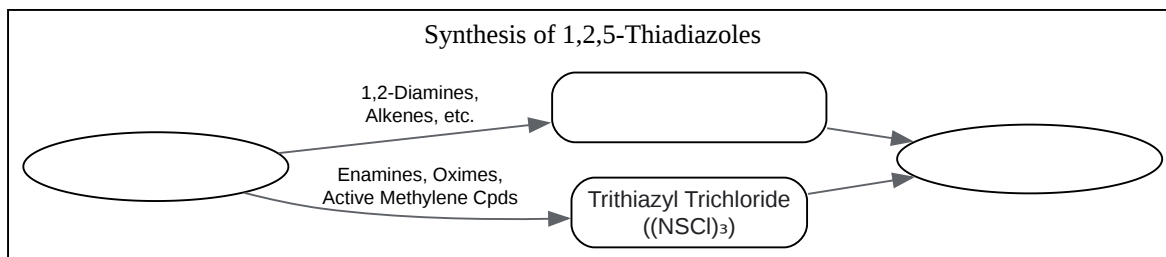 Synthesis of 1,2,5-Thiadiazoles
1,2-Diamines,
Alkenes, etc.
Enamines, Oximes,
Active Methylene Cpds
Trithiazyl Trichloride
((NSCl)₃)